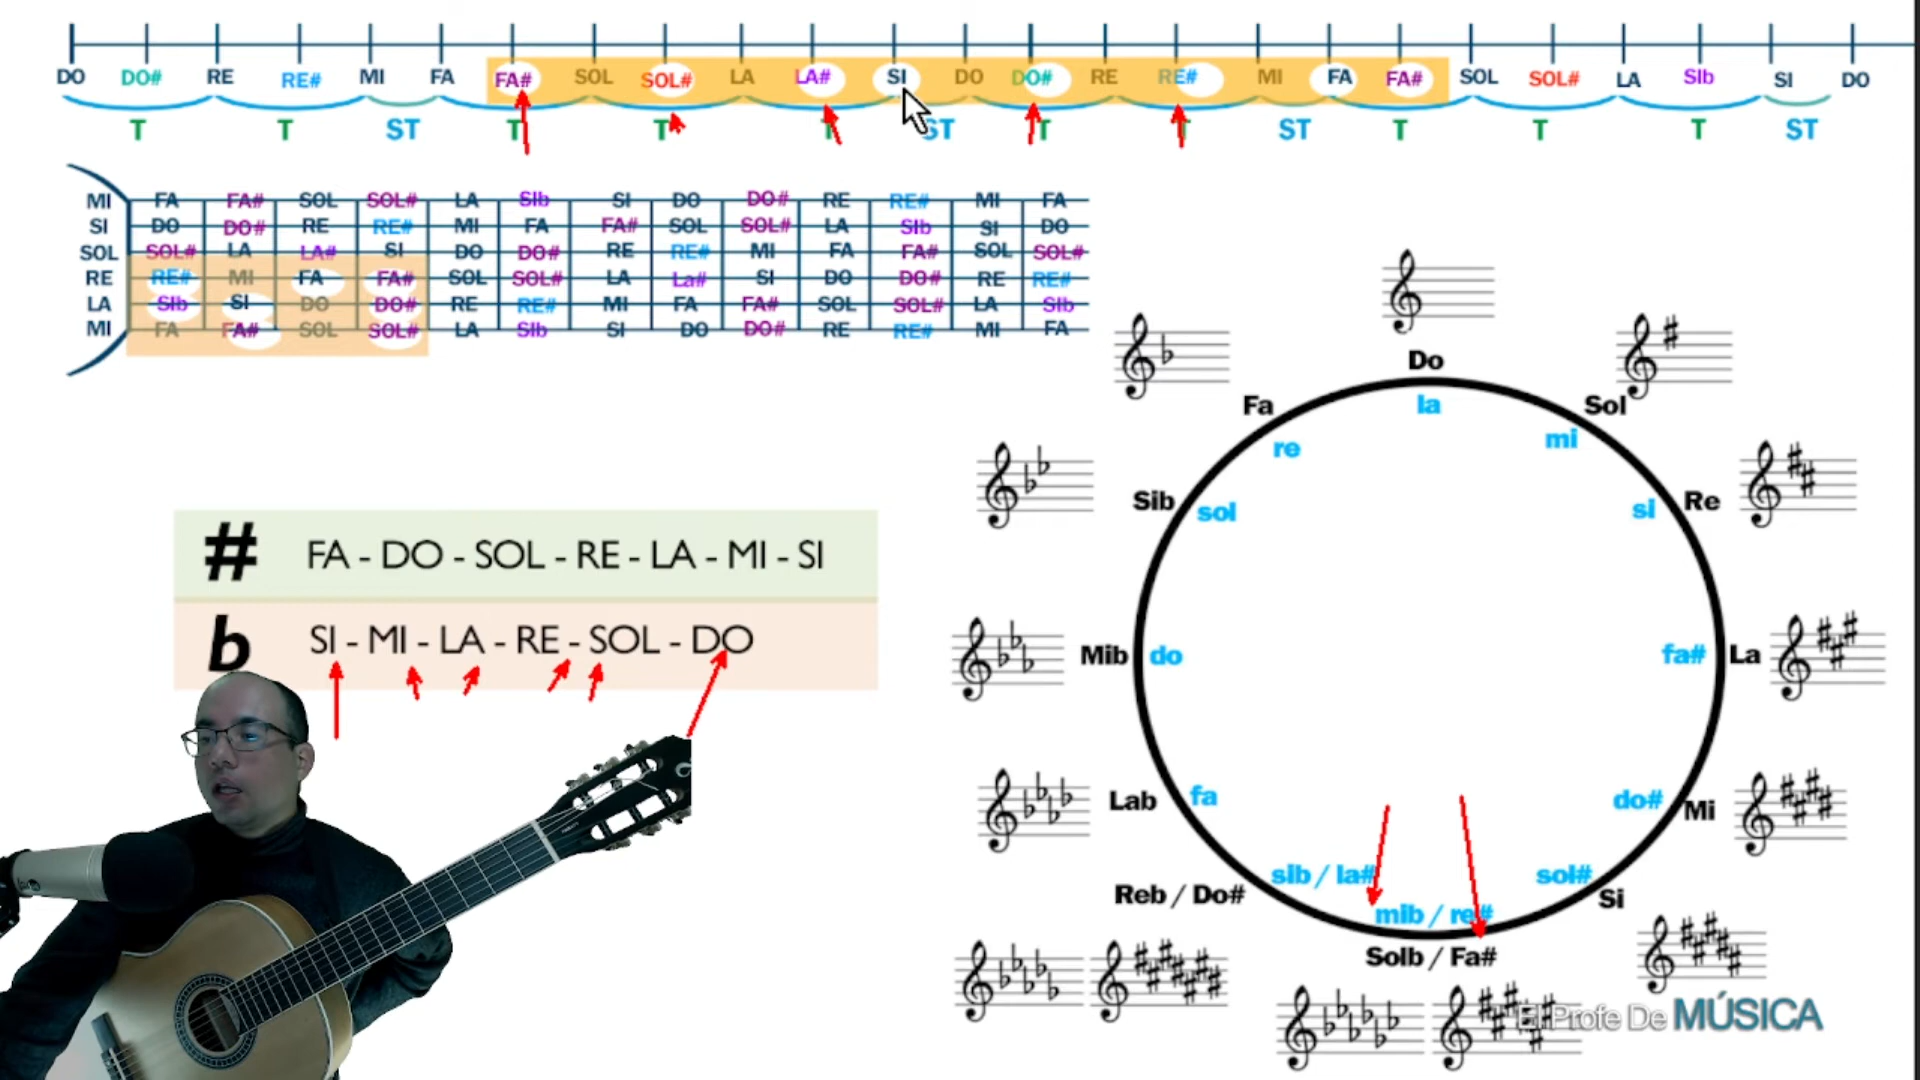 DO DO# RE RE# MI FA FA# SOL SOL# LA LA# SI DO DO# RE RE# MI FA FA# SOL SOL# LA SIb SI DO
T T ST T T T ST T T ST T T T ST
MI FA FA# SOL SOL# LA SIb SI DO DO# RE RE# MI FA
SI DO DO# RE RE# MI FA FA# SOL SOL# LA SIb SI DO
SOL SOL# LA LA# SI DO DO# RE RE# MI FA FA# SOL SOL#
RE RE# MI FA FA# SOL SOL# LA La# SI DO DO# RE RE#
LA SIb SI DO DO# RE RE# MI FA FA# SOL SOL# LA SIb
MI FA FA# SOL SOL# LA SIb SI DO DO# RE RE# MI FA
# FA - DO - SOL - RE - LA - MI - SI
b SI - MI - LA - RE - SOL - DO
Do
la
Fa
Sol
re
mi
Sib
sol
si
Re
Mib
do
fa#
La
Lab
fa
do#
Mi
Reb / Do#
sib / la#
sol#
Si
mib / re#
Solb / Fa#
El Profe De MÚSICA